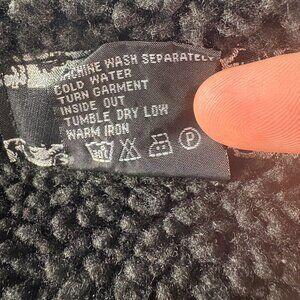 MACHINE WASH SEPARATELY
COLD WATER
TURN GARMENT
INSIDE OUT
TUMBLE DRY LOW
WARM IRON
P